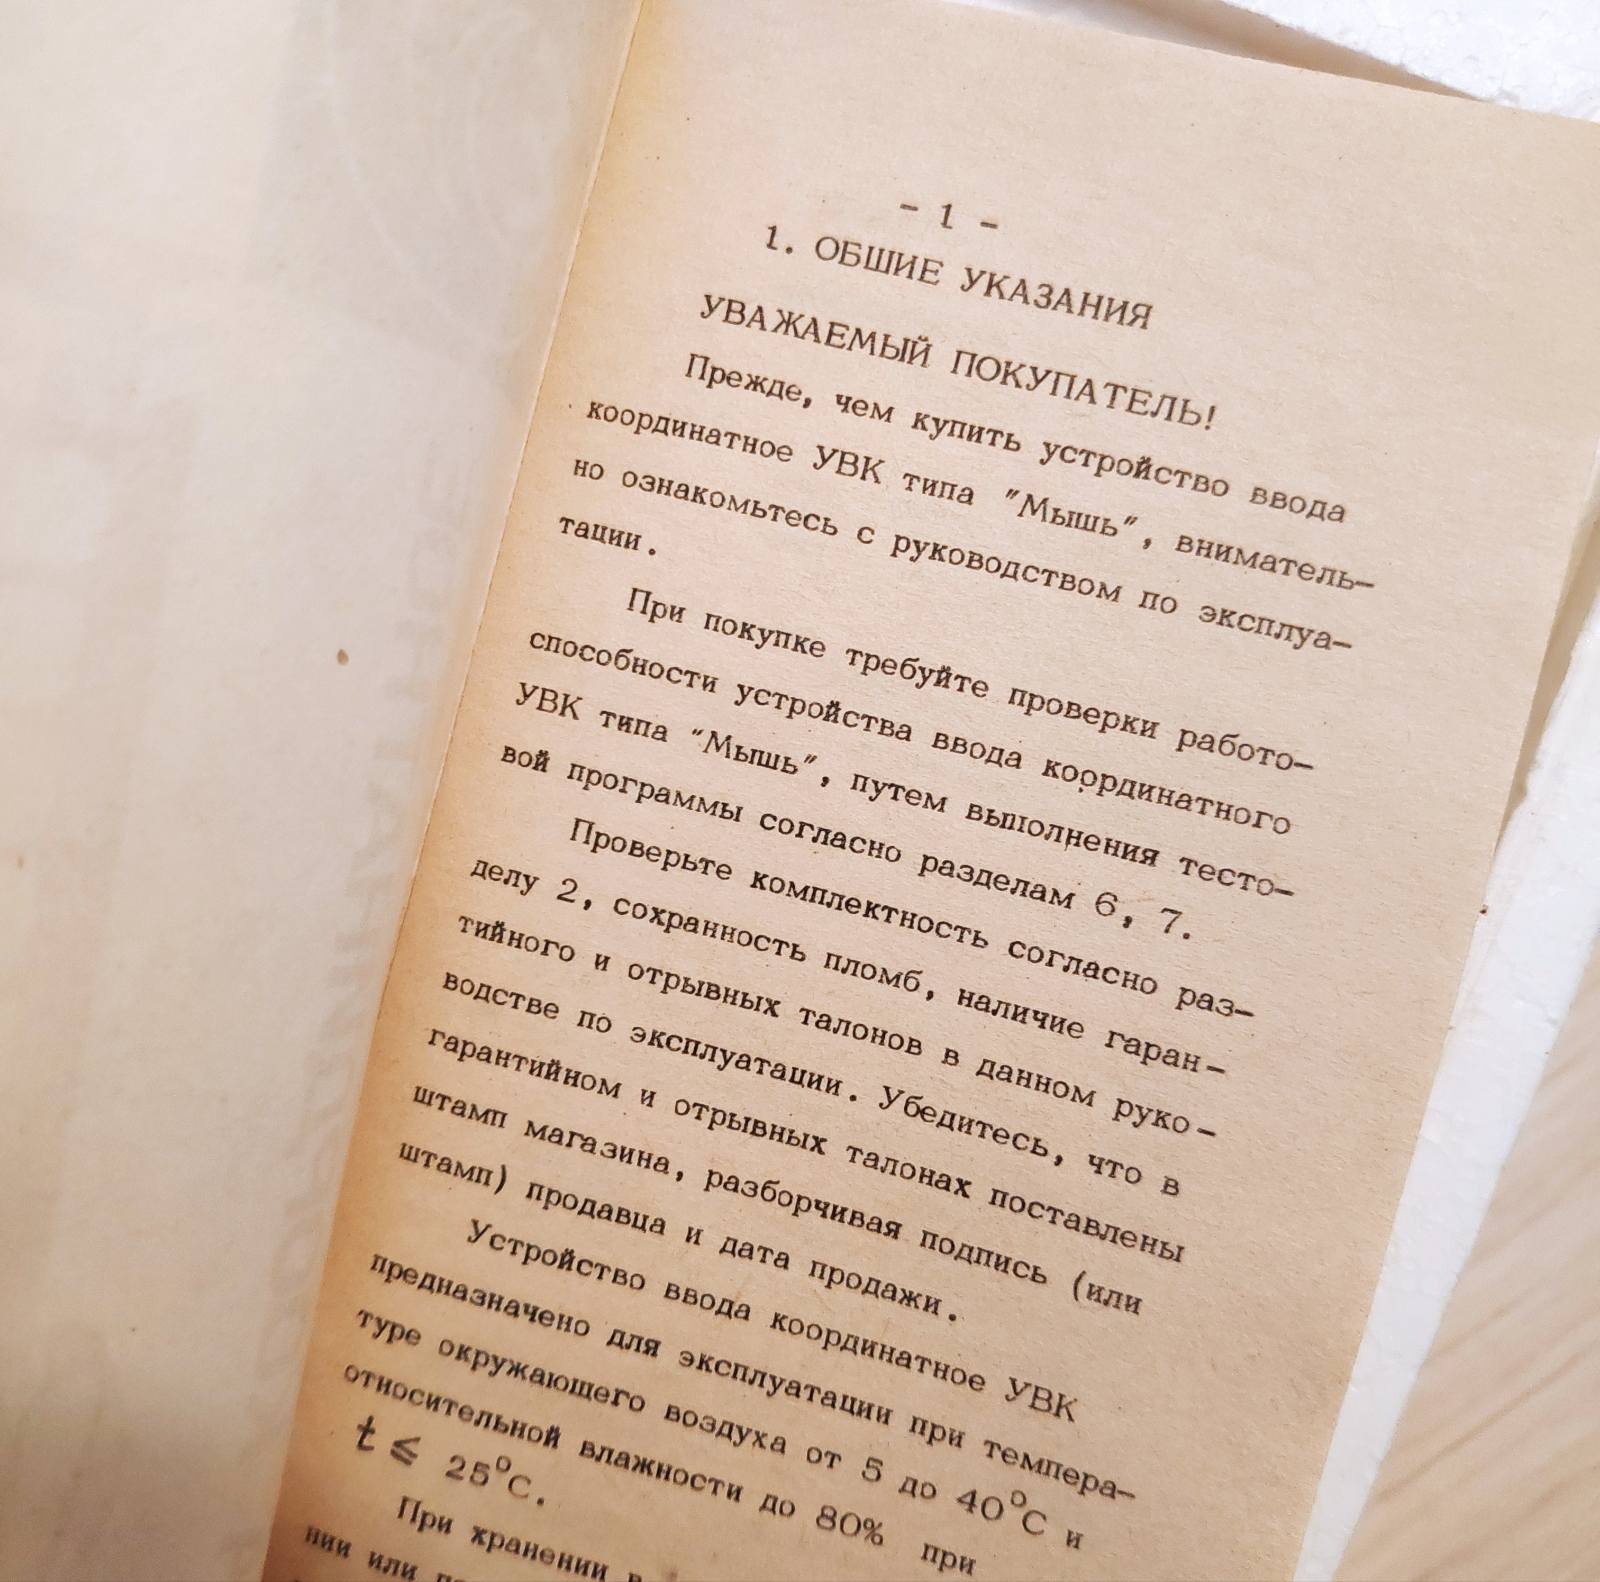 - 1 -
1. ОБЩИЕ УКАЗАНИЯ
УВАЖАЕМЫЙ ПОКУПАТЕЛЬ!
Прежде, чем купить устройство ввода
координатное УВК типа "Мышь", вниматель-
но ознакомьтесь с руководством по эксплуа-
тации.
При покупке требуйте проверки работо-
способности устройства ввода координатного
УВК типа "Мышь", путем выполнения тесто-
вой программы согласно разделам 6, 7.
Проверьте комплектность согласно раз-
делу 2, сохранность пломб, наличие гаран-
тийного и отрывных талонов в данном руко-
водстве по эксплуатации. Убедитесь, что в
гарантийном и отрывных талонах поставлены
штамп магазина, разборчивая подпись (или
штамп) продавца и дата продажи.
Устройство ввода координатное УВК
предназначено для эксплуатации при темпера-
туре окружающего воздуха от 5 до 40°С и
относительной влажности до 80% при
t ≤ 25°С.
При хранении в
нии или